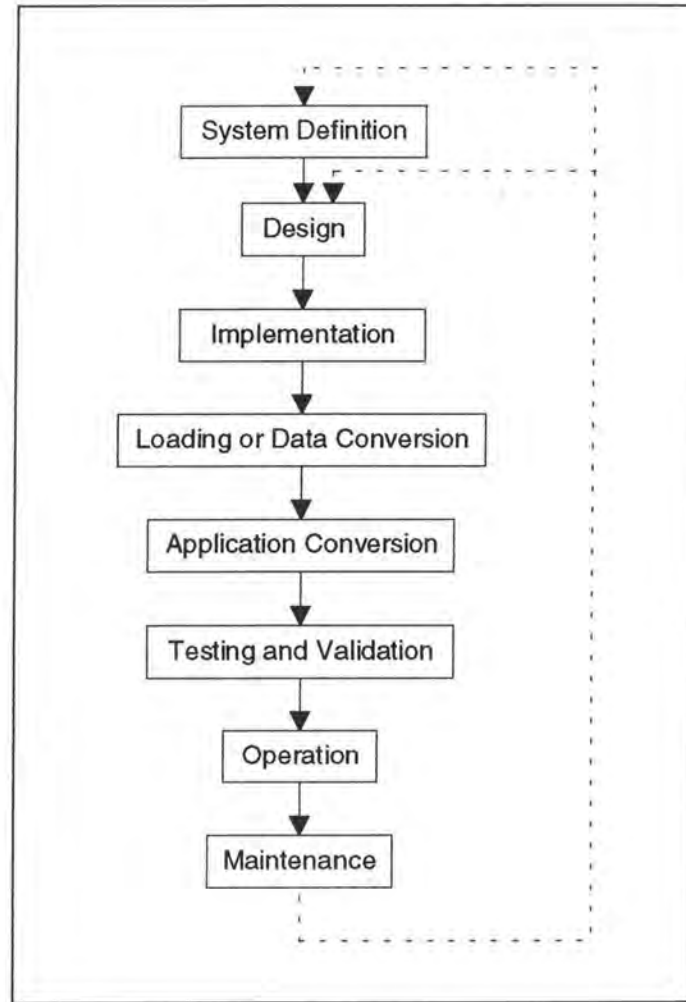 System Definition
Design
Implementation
Loading or Data Conversion
Application Conversion
Testing and Validation
Operation
Maintenance